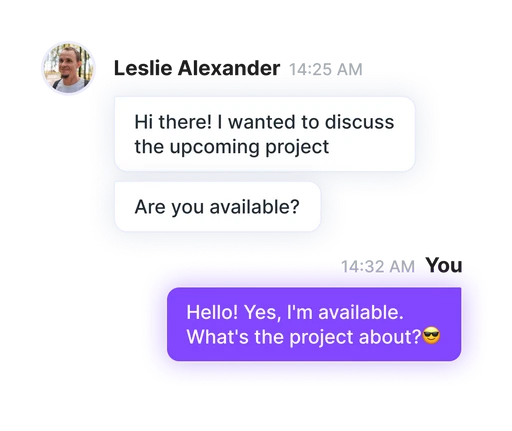 Leslie Alexander 14:25 AM
Hi there! I wanted to discuss
the upcoming project
Are you available?
14:32 AM You
Hello! Yes, I'm available.
What's the project about?😎